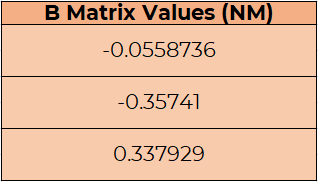 B Matrix Values (NM)
-0.0558736
-0.35741
0.337929